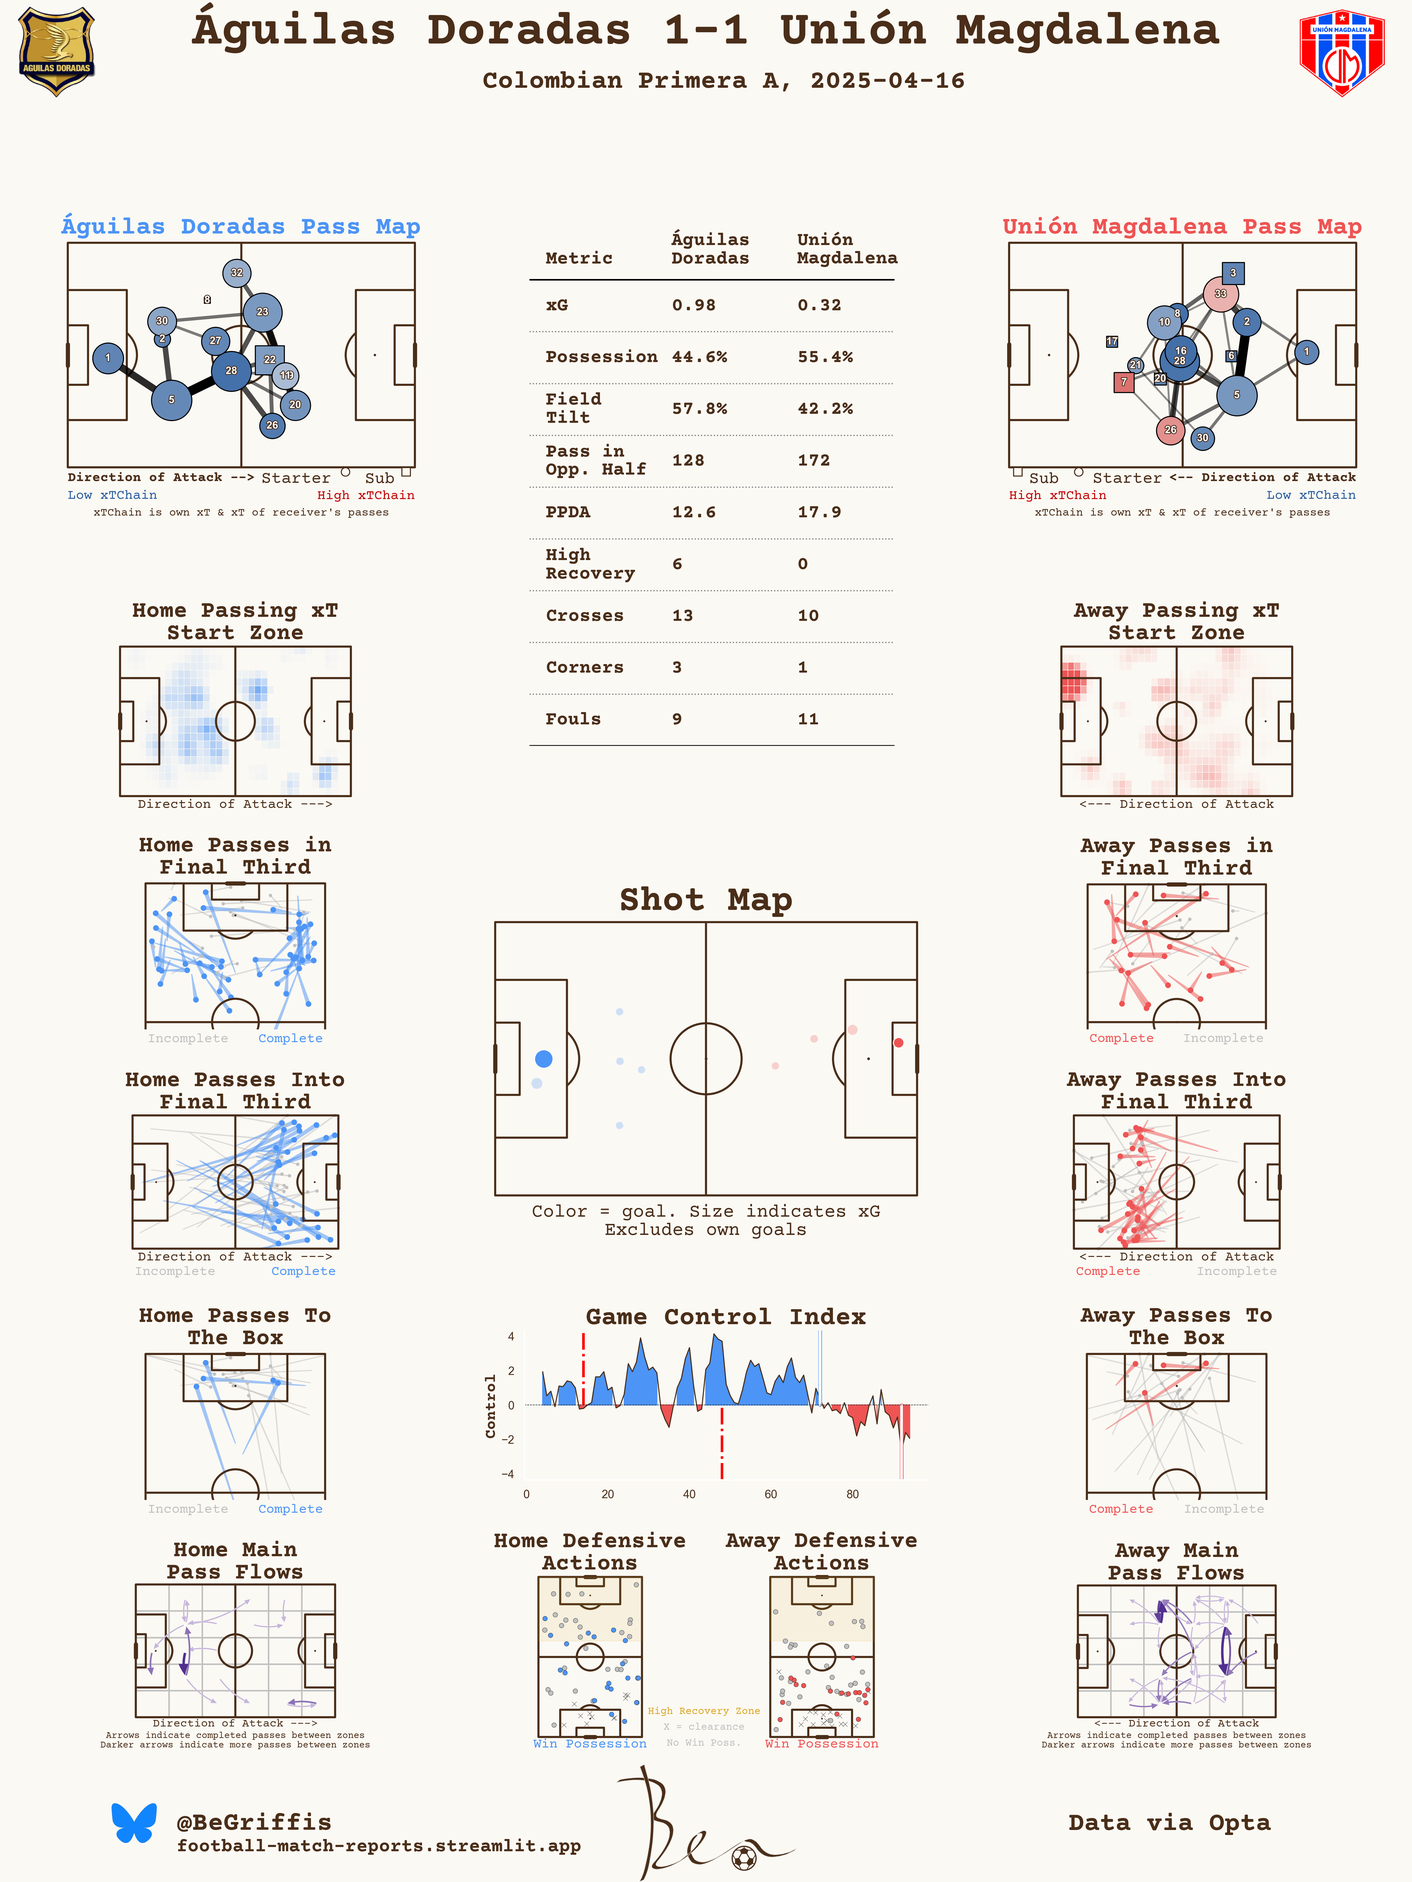 Águilas Doradas 1-1 Unión Magdalena
Colombian Primera A, 2025-04-16
AGUILAS DORADAS
UNIÓN MAGDALENA
Águilas Doradas Pass Map
32
8
23
30
2
27
1
22
28
11
5
20
26
Direction of Attack --> Starter Sub
Low xTChain High xTChain
xTChain is own xT & xT of receiver's passes
Metric Águilas Doradas Unión Magdalena
xG 0.98 0.32
Possession 44.6% 55.4%
Field Tilt 57.8% 42.2%
Pass in Opp. Half 128 172
PPDA 12.6 17.9
High Recovery 6 0
Crosses 13 10
Corners 3 1
Fouls 9 11
Unión Magdalena Pass Map
3
33
8
10
2
17
16
6
1
28
21
20
7
5
26
30
Sub Starter <-- Direction of Attack
High xTChain Low xTChain
xTChain is own xT & xT of receiver's passes
Home Passing xT
Start Zone
Direction of Attack --->
Away Passing xT
Start Zone
<--- Direction of Attack
Home Passes in
Final Third
Incomplete Complete
Away Passes in
Final Third
Complete Incomplete
Shot Map
Color = goal. Size indicates xG
Excludes own goals
Home Passes Into
Final Third
Direction of Attack --->
Incomplete Complete
Away Passes Into
Final Third
<--- Direction of Attack
Complete Incomplete
Home Passes To
The Box
Incomplete Complete
Game Control Index
Control
4
2
0
−2
−4
0 20 40 60 80
Away Passes To
The Box
Complete Incomplete
Home Main
Pass Flows
Direction of Attack --->
Arrows indicate completed passes between zones
Darker arrows indicate more passes between zones
Home Defensive
Actions
Win Possession
High Recovery Zone
X = clearance
No Win Poss.
Away Defensive
Actions
Win Possession
Away Main
Pass Flows
<--- Direction of Attack
Arrows indicate completed passes between zones
Darker arrows indicate more passes between zones
@BeGriffis
football-match-reports.streamlit.app
Ben
Data via Opta